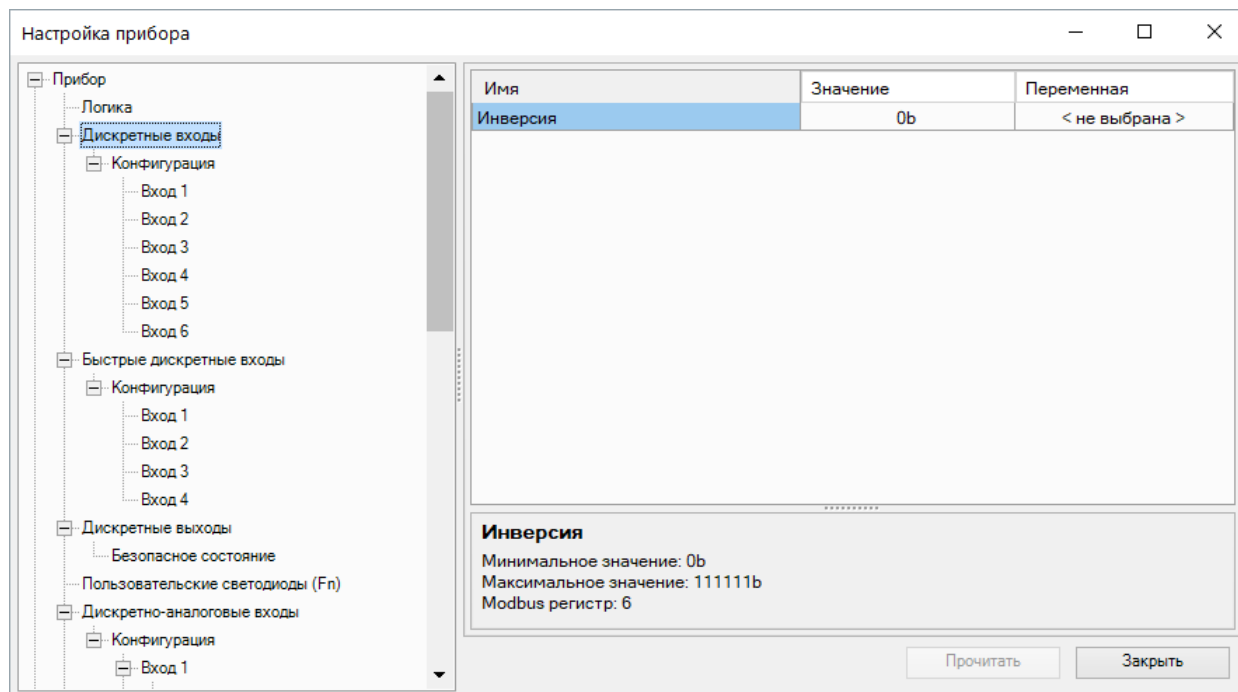 Настройка прибора
Прибор
Логика
Дискретные входы
Конфигурация
Вход 1
Вход 2
Вход 3
Вход 4
Вход 5
Вход 6
Быстрые дискретные входы
Конфигурация
Вход 1
Вход 2
Вход 3
Вход 4
Дискретные выходы
Безопасное состояние
Пользовательские светодиоды (Fn)
Дискретно-аналоговые входы
Конфигурация
Вход 1
Имя Значение Переменная
Инверсия 0b < не выбрана >
Инверсия
Минимальное значение: 0b
Максимальное значение: 111111b
Modbus регистр: 6
Прочитать Закрыть